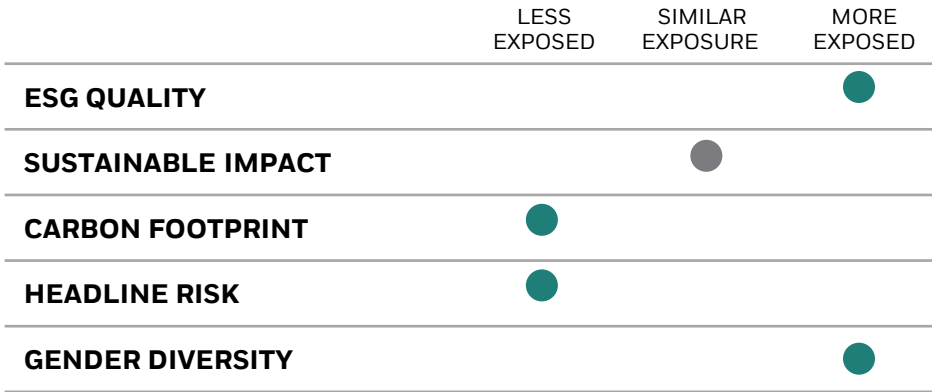 LESS
EXPOSED
SIMILAR
EXPOSURE
MORE
EXPOSED
ESG QUALITY
SUSTAINABLE IMPACT
CARBON FOOTPRINT
HEADLINE RISK
GENDER DIVERSITY